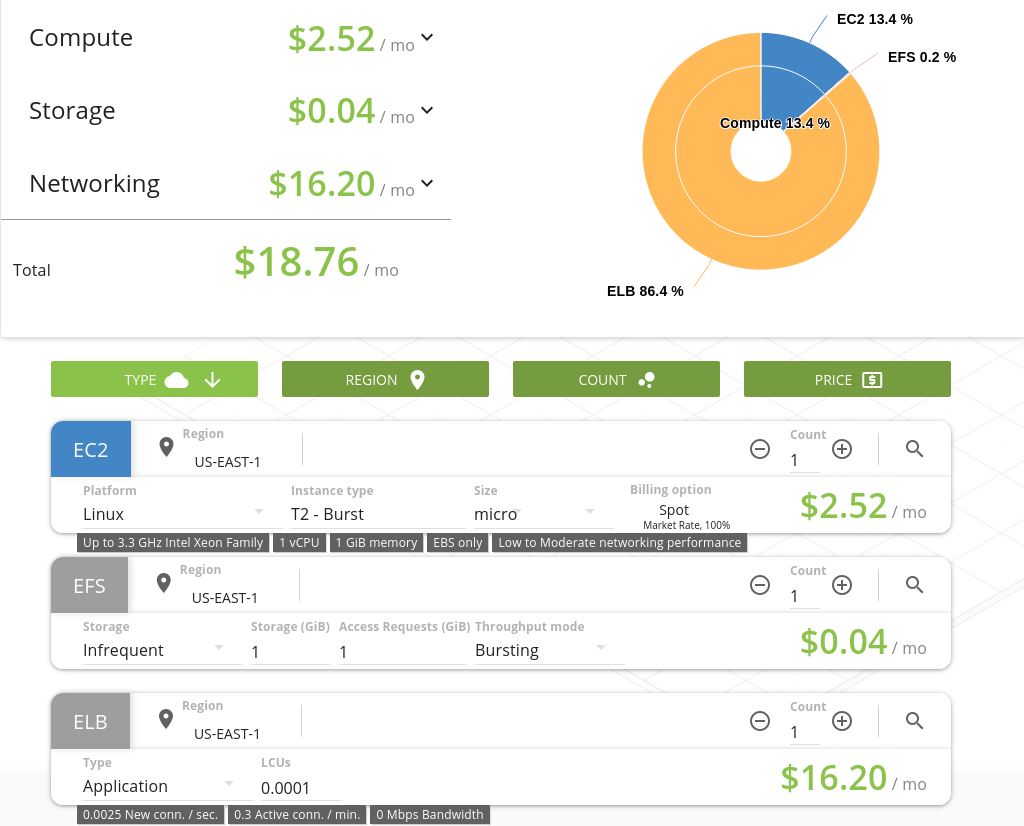 Compute $2.52 / mo
Storage $0.04 / mo
Networking $16.20 / mo
Total $18.76 / mo
EC2 13.4 %
EFS 0.2 %
Compute 13.4 %
ELB 86.4 %
TYPE REGION COUNT PRICE
EC2 Region US-EAST-1 Count 1
Platform Instance type Size Billing option
Linux T2 - Burst micro Spot $2.52 / mo
Market Rate, 100%
Up to 3.3 GHz Intel Xeon Family 1 vCPU 1 GiB memory EBS only Low to Moderate networking performance
EFS Region US-EAST-1 Count 1
Storage Storage (GiB) Access Requests (GiB) Throughput mode
Infrequent 1 1 Bursting $0.04 / mo
ELB Region US-EAST-1 Count 1
Type LCUs
Application 0.0001 $16.20 / mo
0.0025 New conn. / sec. 0.3 Active conn. / min. 0 Mbps Bandwidth